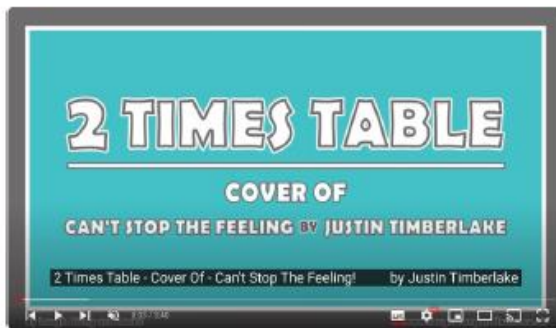 2 TIMES TABLE
COVER OF
CAN'T STOP THE FEELING BY JUSTIN TIMBERLAKE
2 Times Table - Cover Of - Can't Stop The Feeling! by Justin Timberlake